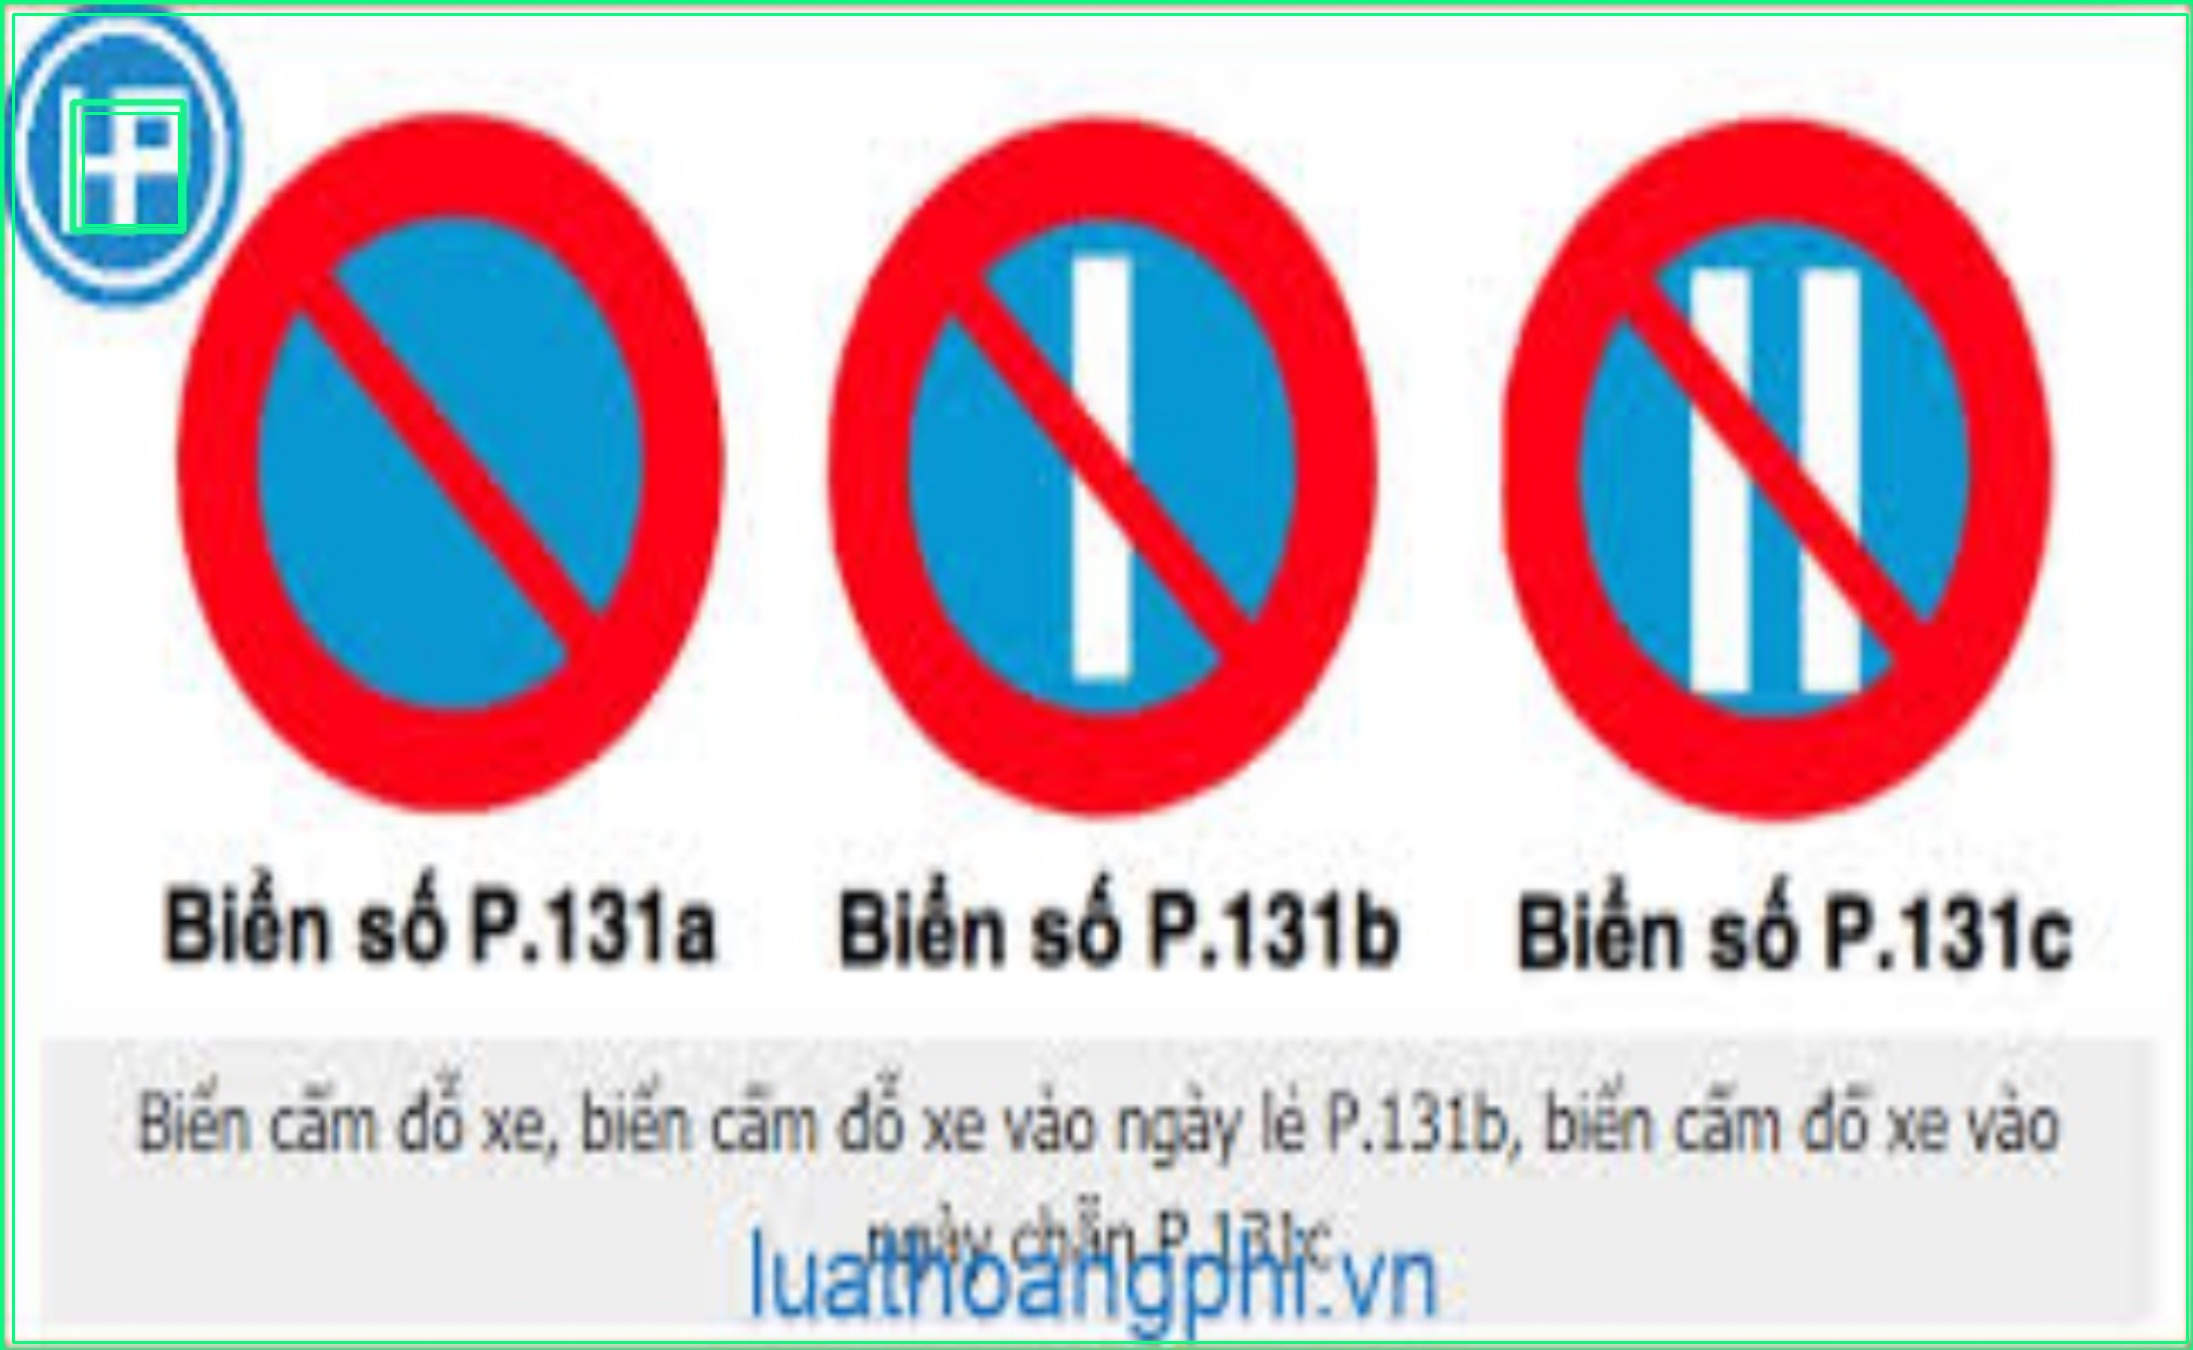 Biển số P.131a
Biển số P.131b
Biển số P.131c
Biển cấm đỗ xe, biển cấm đỗ xe vào ngày lẻ P.131b, biển cấm đỗ xe vào
ngày chẵn P.131c
luathoangphi.vn